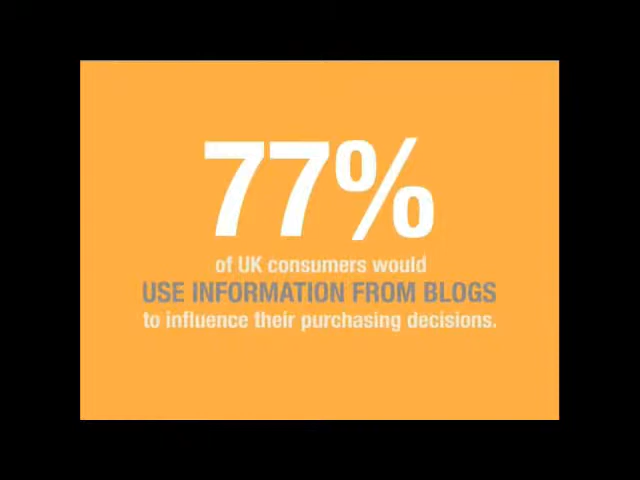 77%
of UK consumers would
USE INFORMATION FROM BLOGS
to influence their purchasing decisions.